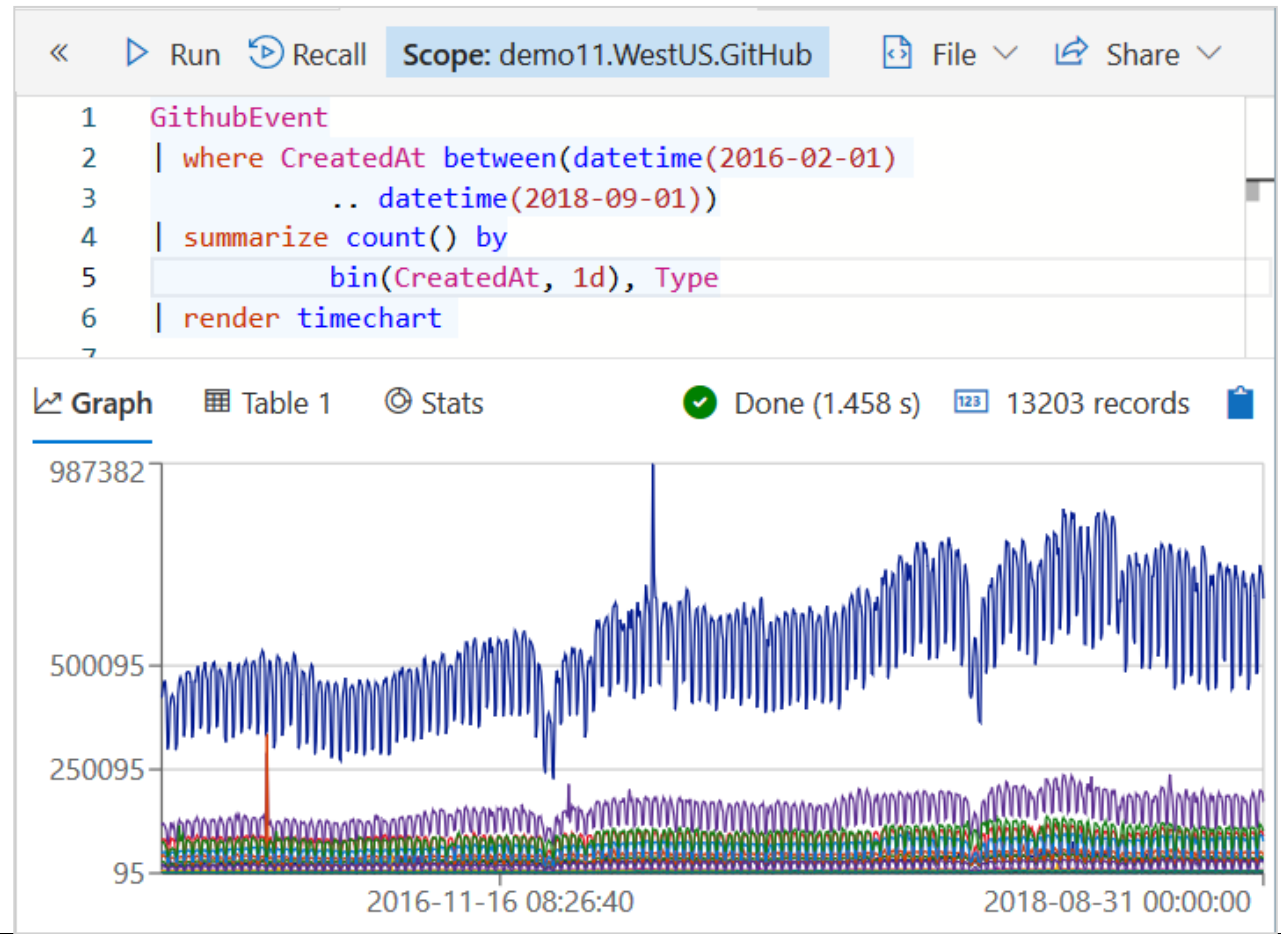 « Run Recall Scope: demo11.WestUS.GitHub File Share
1 GithubEvent
2 | where CreatedAt between(datetime(2016-02-01)
3 .. datetime(2018-09-01))
4 | summarize count() by
5 bin(CreatedAt, 1d), Type
6 | render timechart
7
Graph Table 1 Stats Done (1.458 s) 123 13203 records
987382
500095
250095
95
2016-11-16 08:26:40 2018-08-31 00:00:00